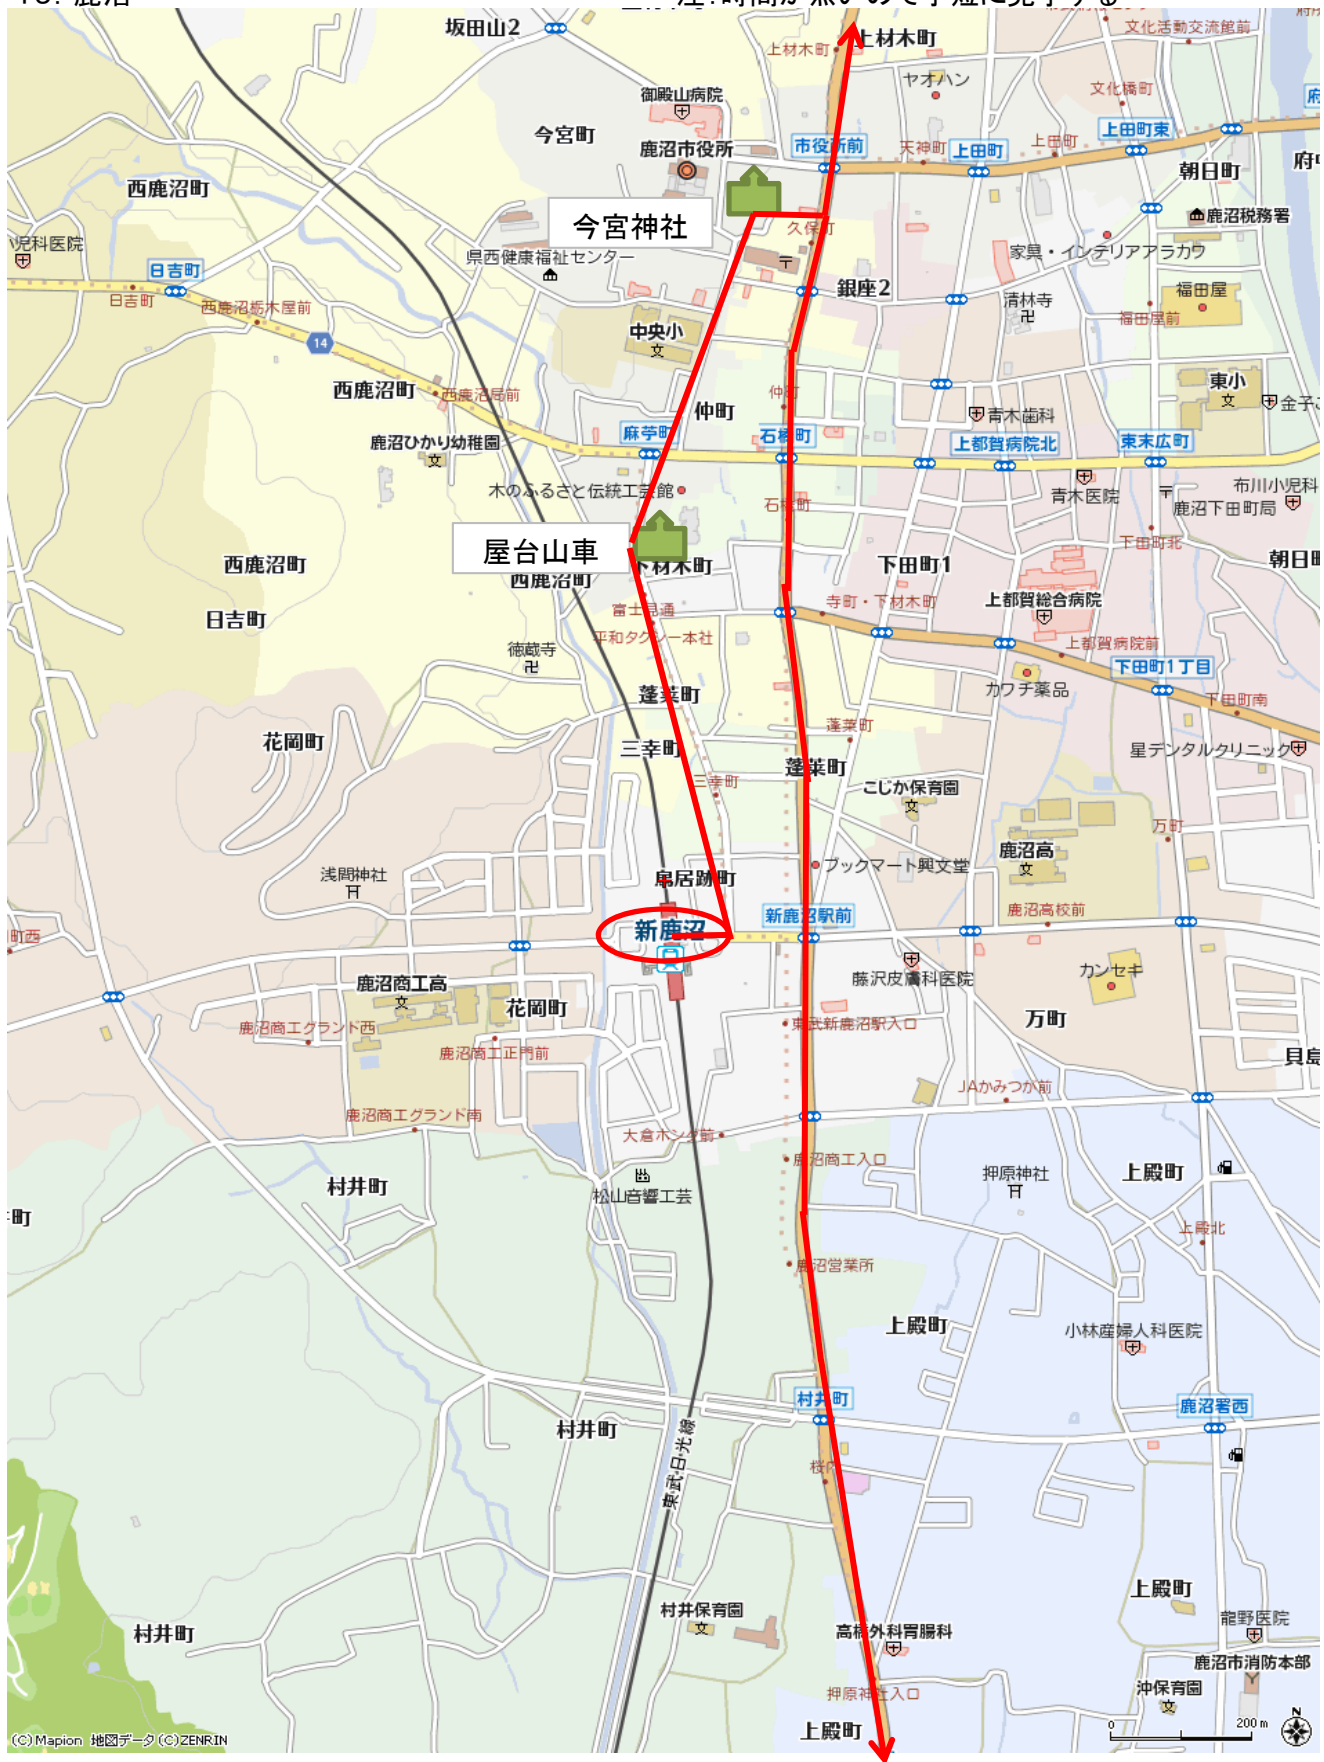 坂田山2
上材木町
上材木町
文化活動交流館前
ヤオハン
御殿山病院
文化橋町
今宮町
鹿沼市役所
市役所前
天神町
上田町
上田町
上田町東
朝日町
西鹿沼町
今宮神社
久保町
鹿沼税務署
県西健康福祉センター
家具・インテリアアラカワ
日吉町
日吉町
西鹿沼栃木屋前
銀座2
清林寺
福田屋
福田屋前
14
中央小
西鹿沼町
西鹿沼局前
仲町
仲町
東小
青木歯科
鹿沼ひかり幼稚園
麻苧町
石橋町
上都賀病院北
東末広町
木のふるさと伝統工芸館
石橋町
青木医院
布川小児科
鹿沼下田町局
下田町北
屋台山車
西鹿沼町
西鹿沼町
下材木町
下田町1
朝日町
日吉町
富士見通
寺町・下材木町
上都賀総合病院
平和タクシー本社
徳蔵寺
上都賀病院前
下田町1丁目
カワチ薬品
下田町南
蓬莱町
花岡町
三幸町
蓬莱町
星デンタルクリニック
蓬莱町
三幸町
こじか保育園
万町
鹿沼高
ブックマート興文堂
浅間神社
鳥居跡町
鹿沼高校前
新鹿沼
新鹿沼駅前
町西
藤沢皮膚科医院
カンセキ
鹿沼商工高
花岡町
鹿沼商工グランド西
東武新鹿沼駅入口
万町
鹿沼商工正門前
貝島
JAかみつが前
鹿沼商工グランド南
大倉ホンダ前
鹿沼商工入口
押原神社
上殿町
村井町
松山音響工芸
上殿北
鹿沼営業所
上殿町
小林産婦人科医院
村井町
鹿沼署西
村井町
東武日光線
桜内
上殿町
村井保育園
龍野医院
村井町
高橋外科胃腸科
鹿沼市消防本部
押原神社入口
沖保育園
上殿町
0 200m
N
(C)Mapion 地図データ(C)ZENRIN